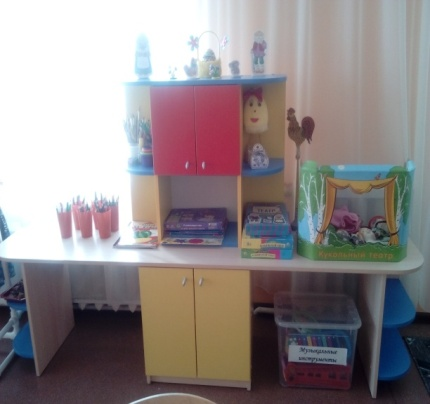 Кукольный театр
Музыкальные
инструменты